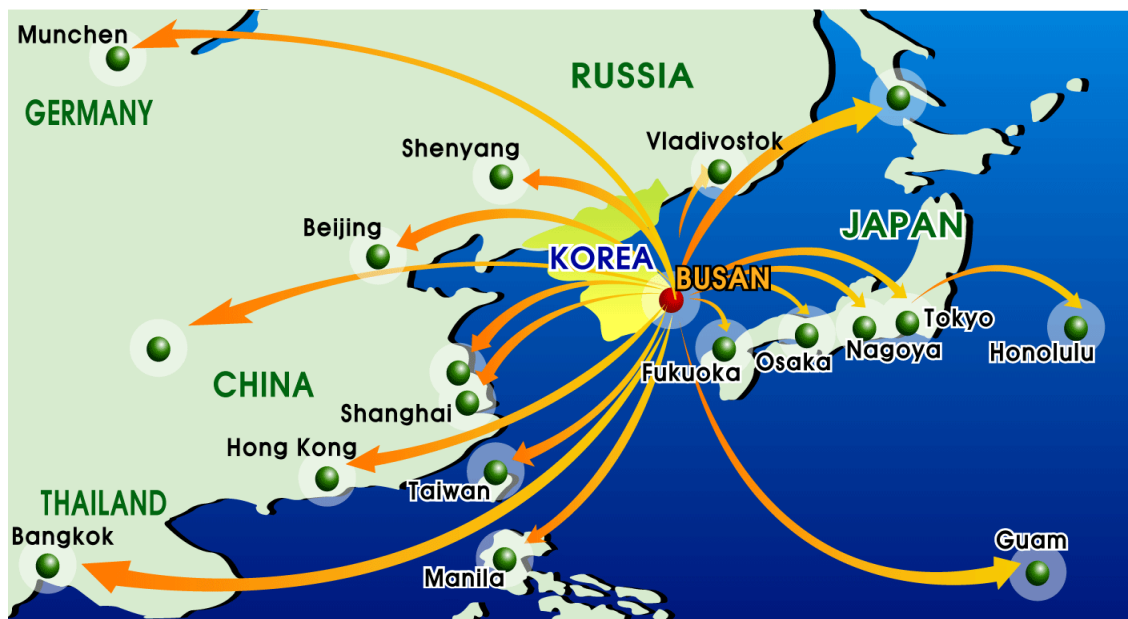 Munchen
GERMANY
RUSSIA
Shenyang
Vladivostok
Beijing
KOREA
BUSAN
JAPAN
Fukuoka
Osaka
Nagoya
Tokyo
Honolulu
CHINA
Shanghai
Hong Kong
Taiwan
THAILAND
Bangkok
Manila
Guam